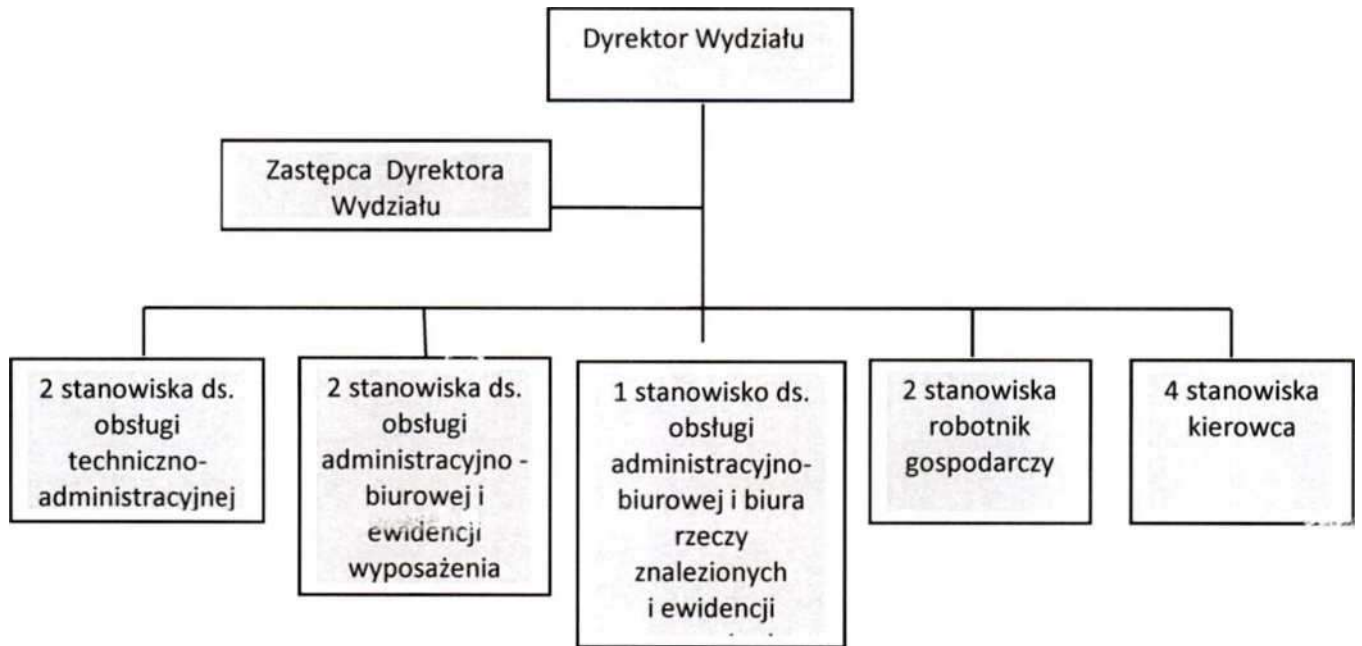 Dyrektor Wydziału
Zastępca Dyrektora
Wydziału
2 stanowiska ds.
obsługi
techniczno-
administracyjnej
2 stanowiska ds.
obsługi
administracyjno -
biurowej i
ewidencji
wyposażenia
1 stanowisko ds.
obsługi
administracyjno-
biurowej i biura
rzeczy
znalezionych
i ewidencji
2 stanowiska
robotnik
gospodarczy
4 stanowiska
kierowca